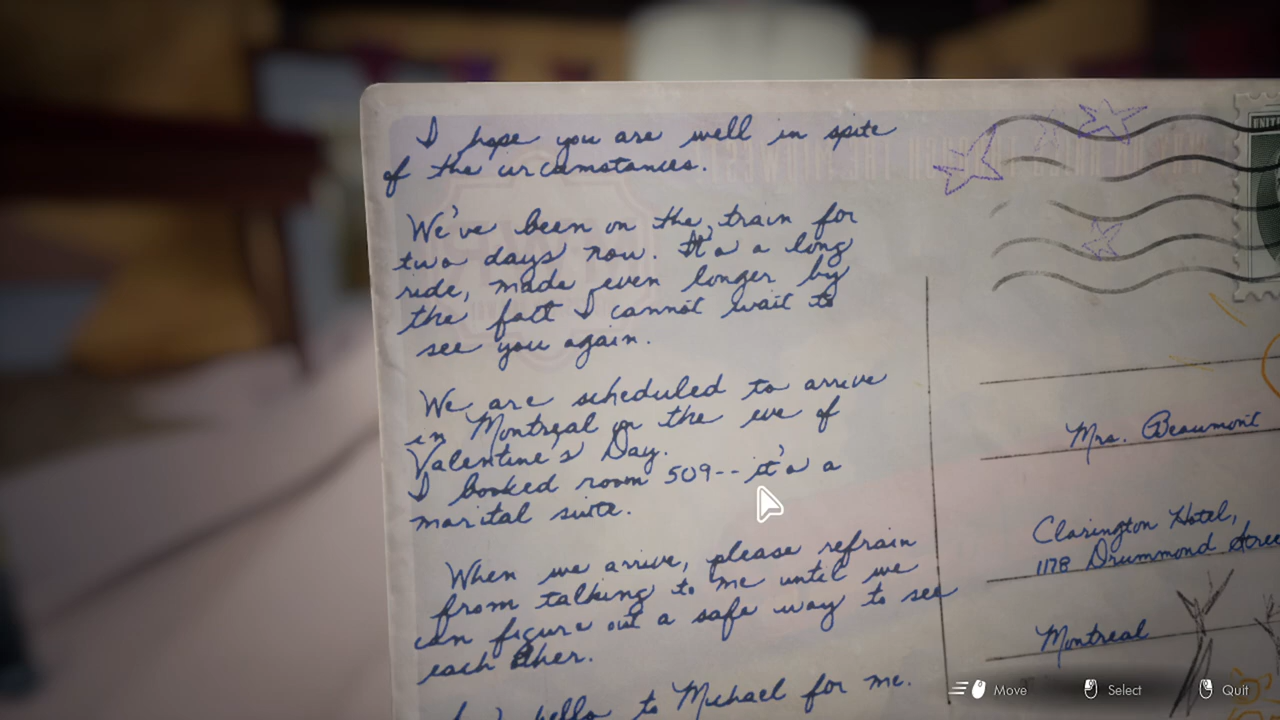 I hope you are well in spite
of the circumstances.
We've been on the train for
two days now. It's a long
ride, made even longer by
the fact I cannot wait to
see you again.
We are scheduled to arrive
in Montreal on the eve of
Valentine's Day.
I booked room 509-- it's a
marital suite.
When we arrive, please refrain
from talking to me until we
can figure out a safe way to see
each other.
hello to Michael for me.
UNITE
Mrs. Beaumont
Clarington Hotel,
1178 Drummond Stree
Montreal
Move
Select
Quit